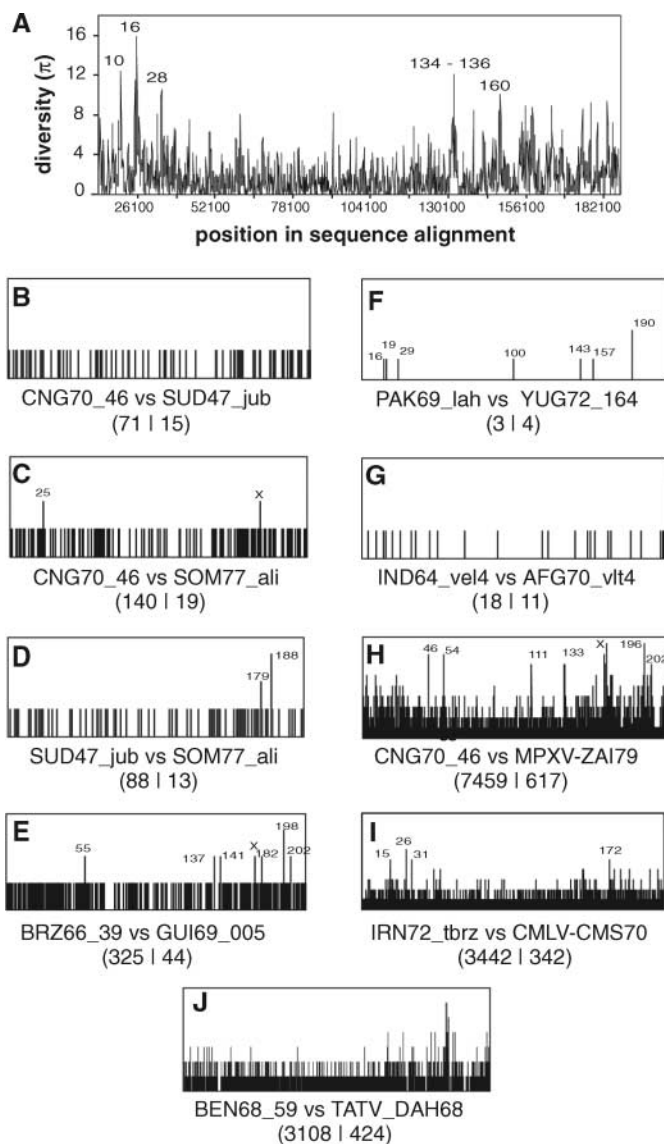 A
16
12
8
4
0
diversity (π)
10
16
28
134 - 136
160
26100 52100 78100 104100 130100 156100 182100
position in sequence alignment
B
CNG70_46 vs SUD47_jub
(71 | 15)
F
16 19 29 100 143 157 190
PAK69_lah vs YUG72_164
(3 | 4)
C
25 X
CNG70_46 vs SOM77_ali
(140 | 19)
G
IND64_vel4 vs AFG70_vlt4
(18 | 11)
D
179 188
SUD47_jub vs SOM77_ali
(88 | 13)
H
46 54 111 133 X 196 202
CNG70_46 vs MPXV-ZAI79
(7459 | 617)
E
55 137 141 X 182 198 202
BRZ66_39 vs GUI69_005
(325 | 44)
I
15 26 31 172
IRN72_tbrz vs CMLV-CMS70
(3442 | 342)
J
BEN68_59 vs TATV_DAH68
(3108 | 424)